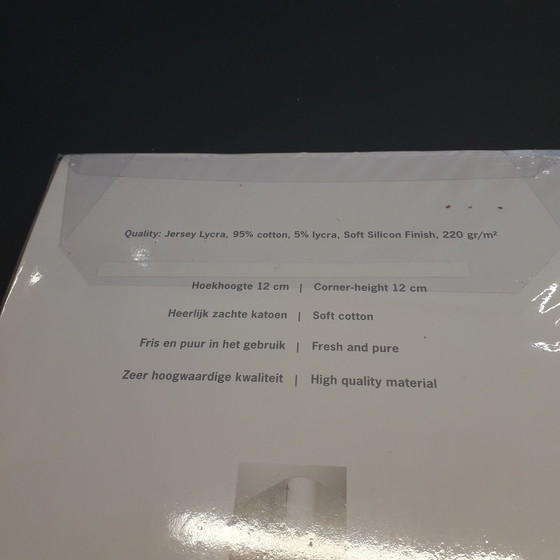 Quality: Jersey Lycra, 95% cotton, 5% lycra, Soft Silicon Finish, 220 gr/m²
Hoekhoogte 12 cm | Corner-height 12 cm
Heerlijk zachte katoen | Soft cotton
Fris en puur in het gebruik | Fresh and pure
Zeer hoogwaardige kwaliteit | High quality material